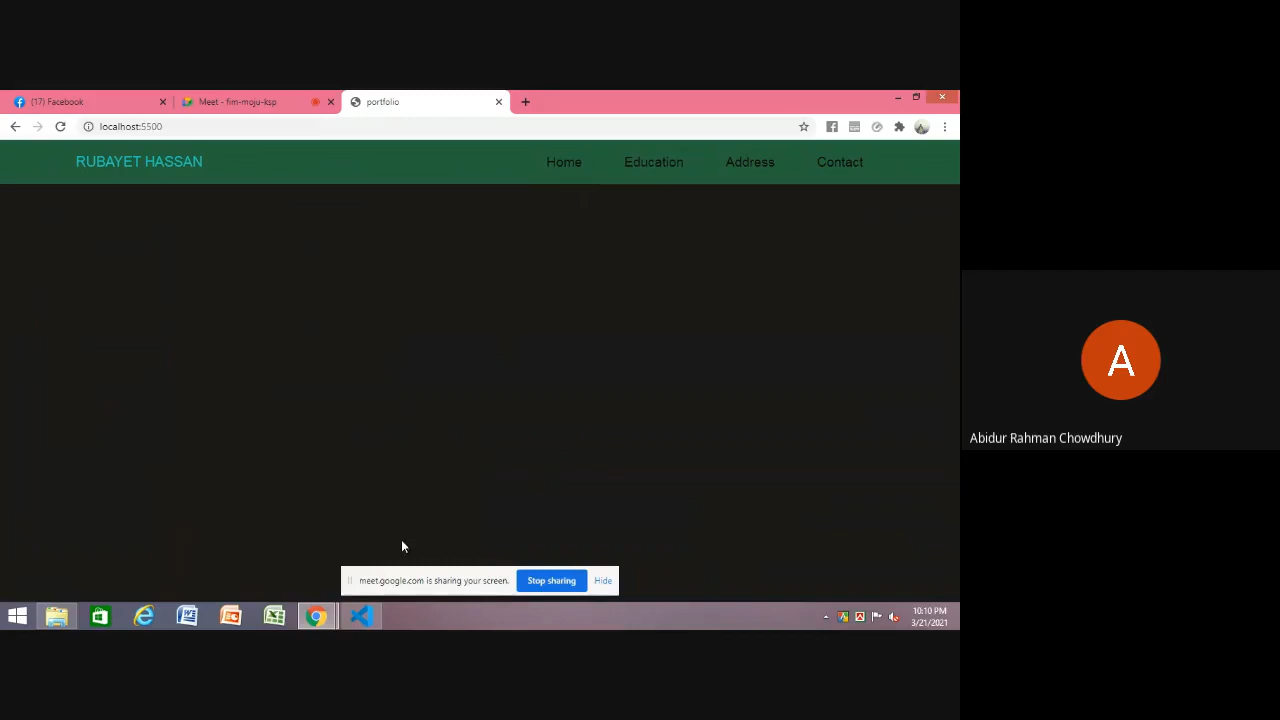 (17) Facebook
Meet - fim-moju-ksp
portfolio
localhost:5500
RUBAYET HASSAN
Home
Education
Address
Contact
A
Abidur Rahman Chowdhury
meet.google.com is sharing your screen.
Stop sharing
Hide
10:10 PM
3/21/2021